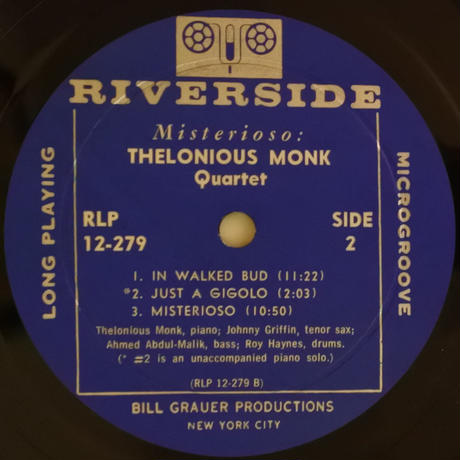 RIVERSIDE
Misterioso:
THELONIOUS MONK
Quartet
LONG PLAYING
MICROGROOVE
RLP
12-279
SIDE
2
1. IN WALKED BUD (11:22)
*2. JUST A GIGOLO (2:03)
3. MISTERIOSO (10:50)
Thelonious Monk, piano; Johnny Griffin, tenor sax;
Ahmed Abdul-Malik, bass; Roy Haynes, drums.
(* #2 is an unaccompanied piano solo.)
(RLP 12-279 B)
BILL GRAUER PRODUCTIONS
NEW YORK CITY